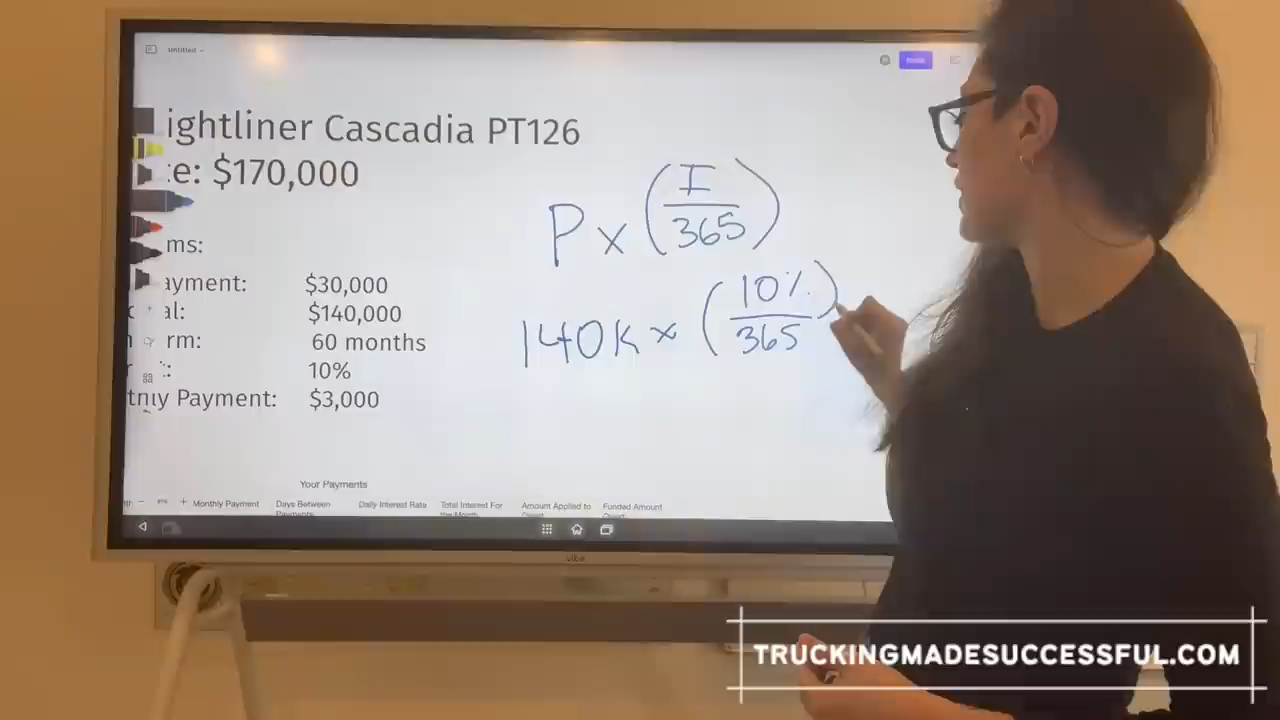 untitled
ightliner Cascadia PT126
:e: $170,000
ms:
ayment: $30,000
al: $140,000
rm: 60 months
: 10%
thly Payment: $3,000
P x (I/365)
140K x (10%/365)
Your Payments
Monthly Payment Days Between Payments Daily Interest Rate Total Interest For the Month Amount Applied to Funded Amount
vibe
TRUCKINGMADESUCCESSFUL.COM